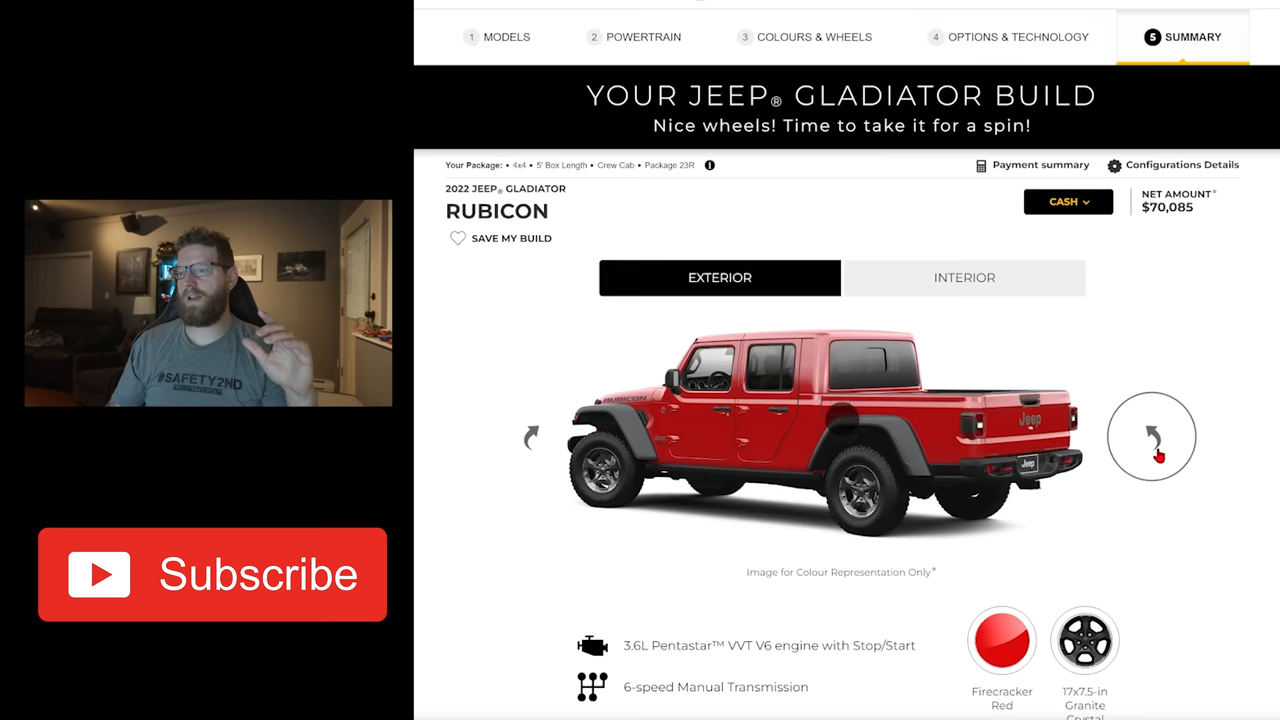 1 MODELS
2 POWERTRAIN
3 COLOURS & WHEELS
4 OPTIONS & TECHNOLOGY
5 SUMMARY
YOUR JEEP® GLADIATOR BUILD
Nice wheels! Time to take it for a spin!
Your Package: • 4x4 • 5' Box Length • Crew Cab • Package 23R
Payment summary
Configurations Details
2022 JEEP® GLADIATOR
RUBICON
SAVE MY BUILD
CASH
NET AMOUNT*
$70,085
EXTERIOR
INTERIOR
RUBICON
Jeep
Jeep
#SAFETY2ND
Subscribe
Image for Colour Representation Only*
3.6L Pentastar™ VVT V6 engine with Stop/Start
6-speed Manual Transmission
Firecracker
Red
17x7.5-in
Granite
Crystal